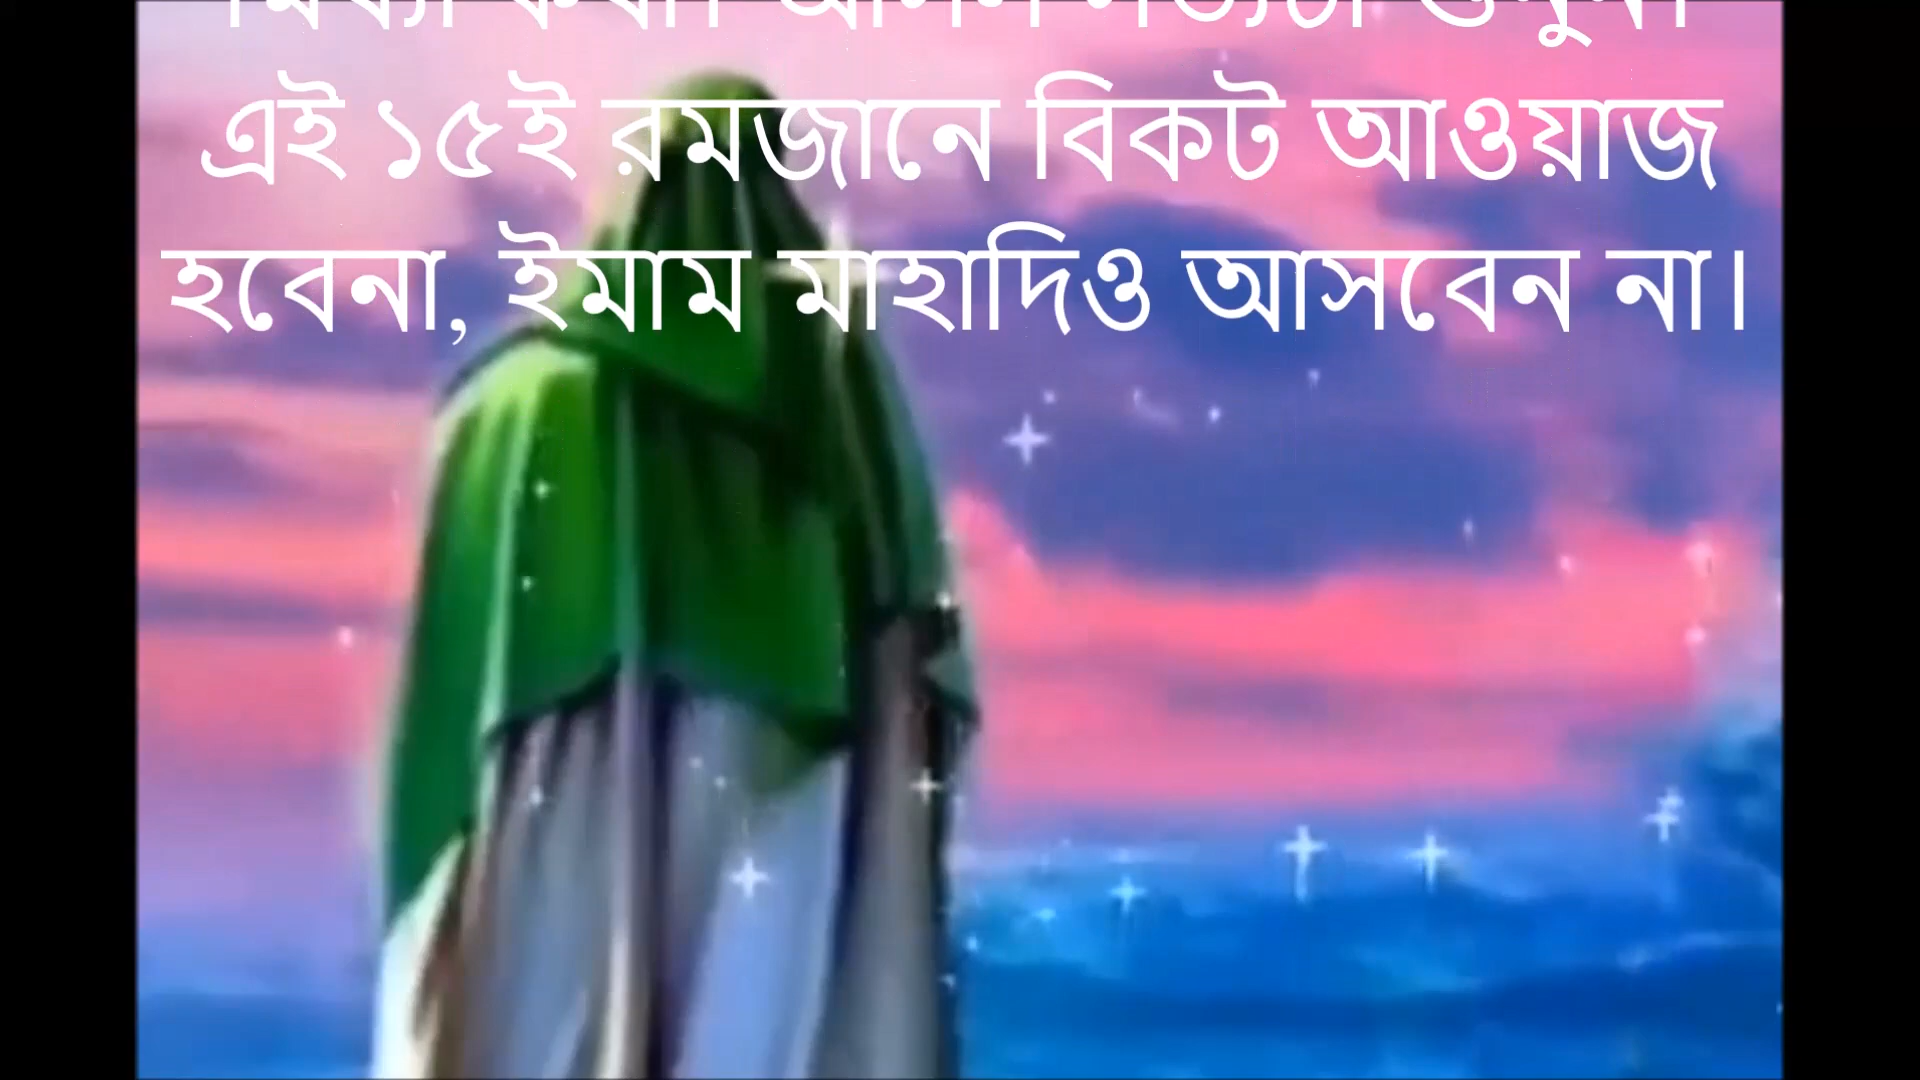 এই ১৫ই রমজানে বিকট আওয়াজ
হবেনা, ইমাম মাহাদিও আসবেন না।